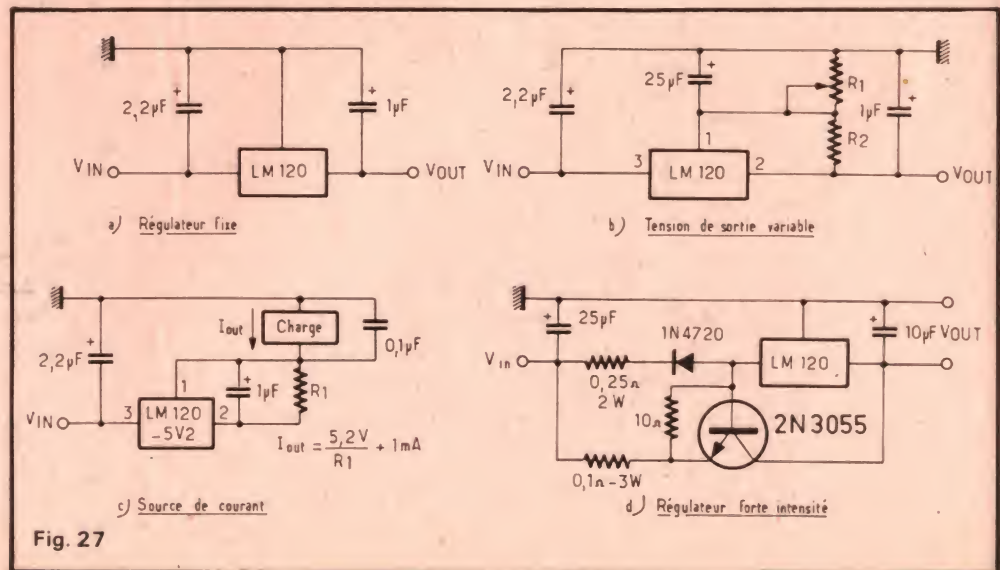 2,2µF
+
1µF
+
VIN
LM 120
VOUT
a) Régulateur fixe
2,2µF
+
25µF
+
R1
1µF
+
R2
1
VIN
3
LM 120
2
VOUT
b) Tension de sortie variable
2,2µF
+
Iout
Charge
0,1µF
1
1µF
+
R1
VIN
3
LM 120
-5V2
2
Iout = 5,2V / R1 + 1mA
c) Source de courant
25µF
+
1N4720
10µF VOUT
+
Vin
0,25Ω
2W
LM 120
10Ω
2N3055
0,1Ω-3W
d) Régulateur forte intensité
Fig. 27